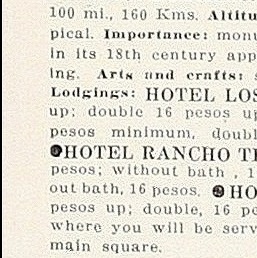 100 mi., 160 Kms. Altitu
pical. Importance: monu
in its 18th century app
ing. Arts and crafts: s
Lodgings: HOTEL LOS
up; double 16 pesos up
pesos minimum, doubl
HOTEL RANCHO TE
pesos; without bath , 1
out bath, 16 pesos. HO
pesos up; double, 16 pe
where you will be serv
main square.